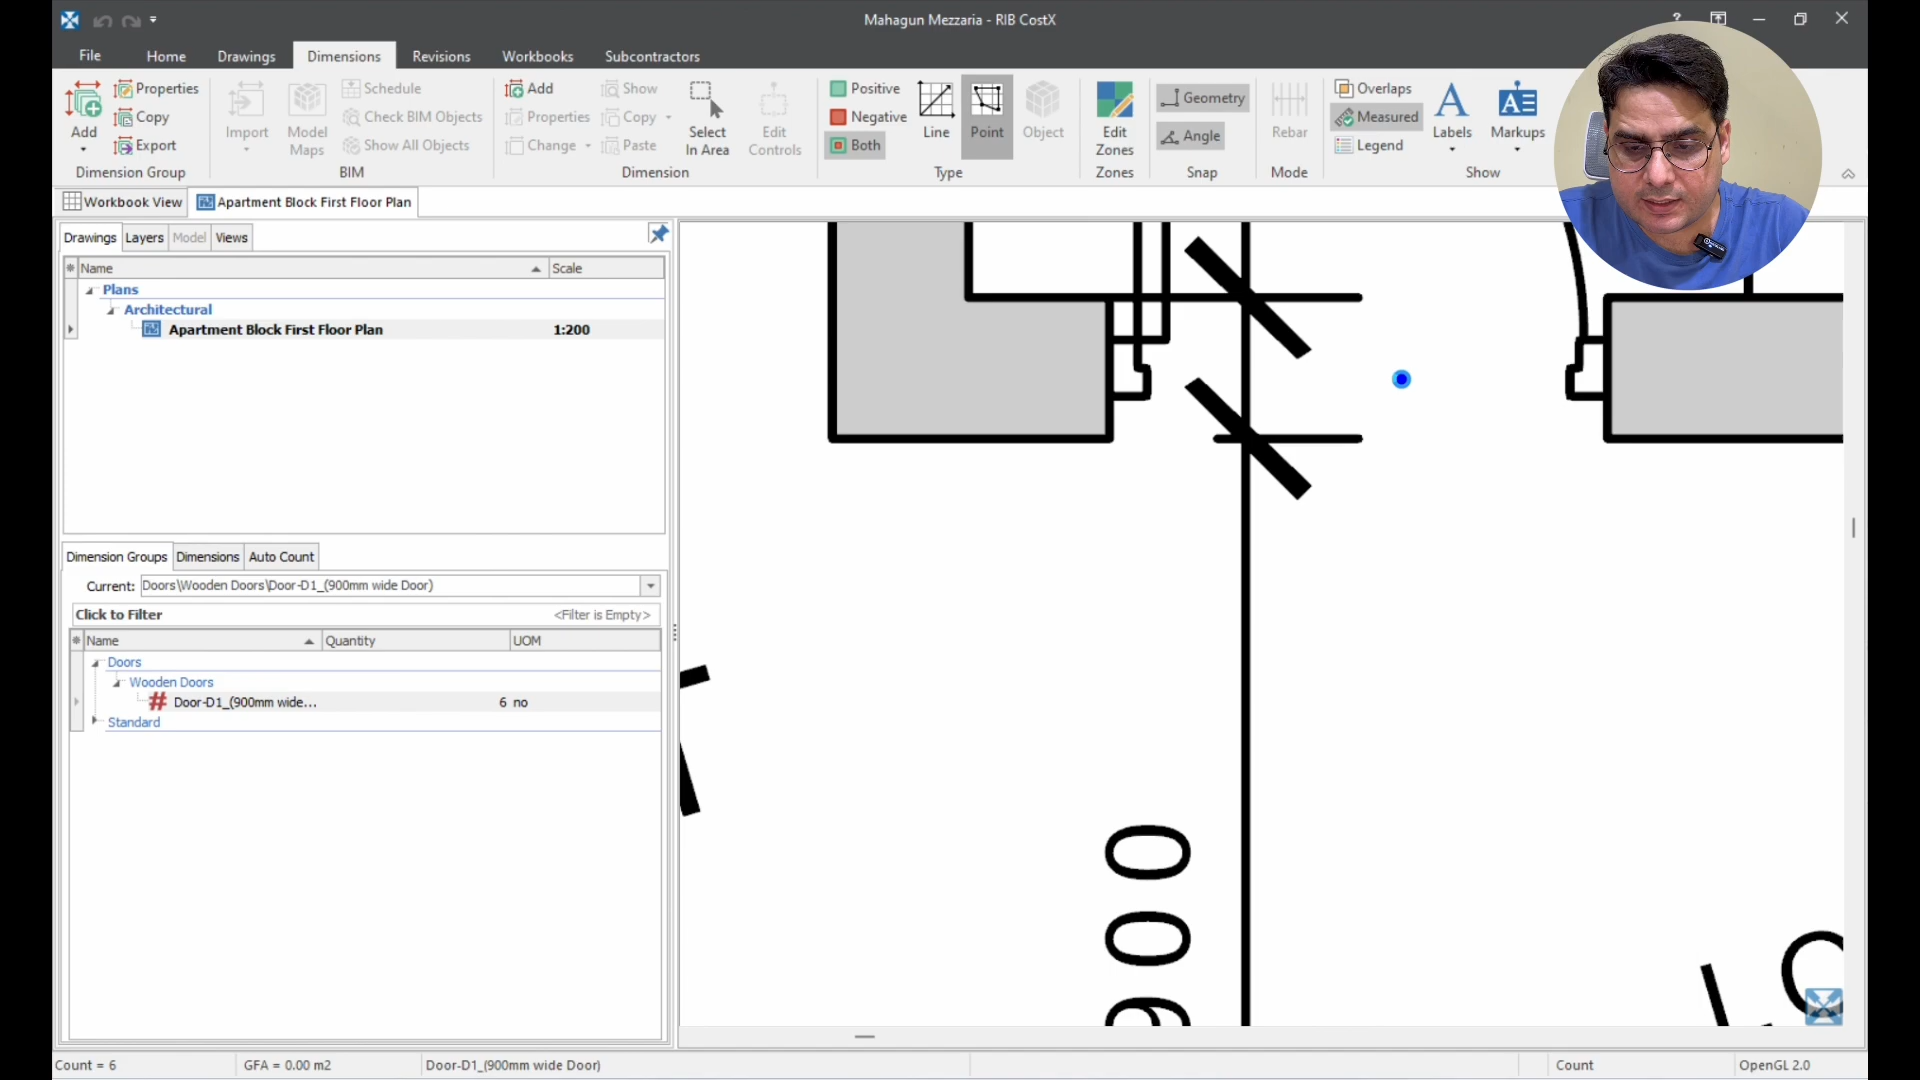 Mahagun Mezzaria - RIB CostX
?
File
Home
Drawings
Dimensions
Revisions
Workbooks
Subcontractors
Add
Properties
Copy
Export
Dimension Group
Import
Model Maps
Schedule
Check BIM Objects
Show All Objects
BIM
Add
Properties
Change
Show
Copy
Paste
Select In Area
Edit Controls
Dimension
Positive
Negative
Both
Line
Point
Object
Type
Edit Zones
Zones
Geometry
Angle
Snap
Rebar
Mode
Overlaps
Measured
Legend
Labels
Markups
Show
Workbook View
Apartment Block First Floor Plan
Drawings
Layers
Model
Views
Name
Scale
Plans
Architectural
Apartment Block First Floor Plan
1:200
Dimension Groups
Dimensions
Auto Count
Current:
Doors\Wooden Doors\Door-D1_(900mm wide Door)
Click to Filter
<Filter is Empty>
Name
Quantity
UOM
Doors
Wooden Doors
Door-D1_(900mm wide...
6
no
Standard
900
Count = 6
GFA = 0.00 m2
Door-D1_(900mm wide Door)
Count
OpenGL 2.0